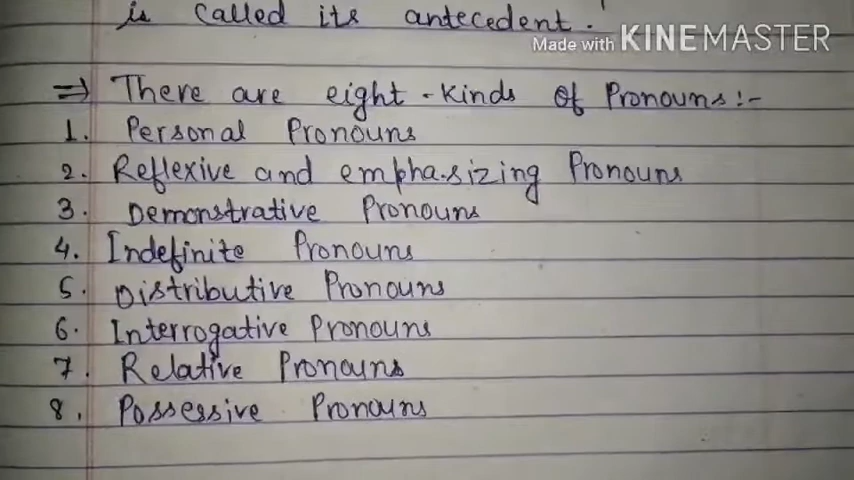 is called its antecedent.'
Made with KINEMASTER
=> There are eight-kinds of Pronouns:-
1. Personal Pronouns
2. Reflexive and emphasizing Pronouns
3. Demonstrative Pronouns
4. Indefinite Pronouns
5. Distributive Pronouns
6. Interrogative Pronouns
7. Relative Pronouns
8. Possessive Pronouns